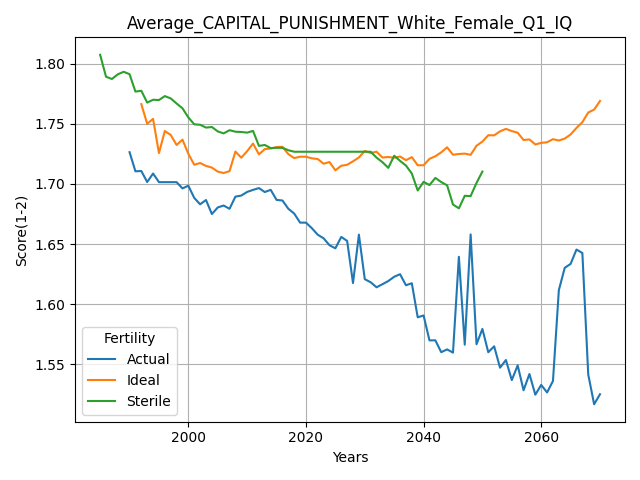 Average_CAPITAL_PUNISHMENT_White_Female_Q1_IQ
Score(1-2)
1.80
1.75
1.70
1.65
1.60
1.55
Fertility
Actual
Ideal
Sterile
2000
2020
2040
2060
Years